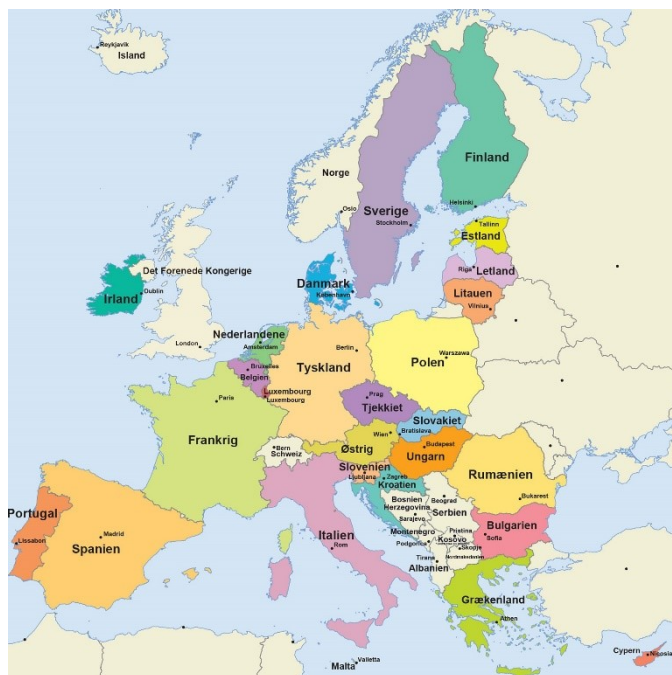 Reykjavik
Island
Norge
Oslo
Sverige
Stockholm
Finland
Helsinki
Tallinn
Estland
Riga
Letland
Litauen
Vilnius
Det Forenede Kongerige
Irland
Dublin
London
Danmark
København
Nederlandene
Amsterdam
Bruxelles
Belgien
Luxembourg
Luxembourg
Tyskland
Berlin
Polen
Warszawa
Prag
Tjekkiet
Slovakiet
Bratislava
Paris
Frankrig
Bern
Schweiz
Wien
Østrig
Budapest
Ungarn
Slovenien
Ljubljana
Zagreb
Kroatien
Rumænien
Bukarest
Bosnien
Herzegovina
Sarajevo
Beograd
Serbien
Montenegro
Podgorica
Pristina
Kosovo
Skopje
Bulgarien
Sofia
Tirana
Albanien
Italien
Rom
Portugal
Lissabon
Madrid
Spanien
Grækenland
Athen
Malta
Valletta
Cypern
Nicosia